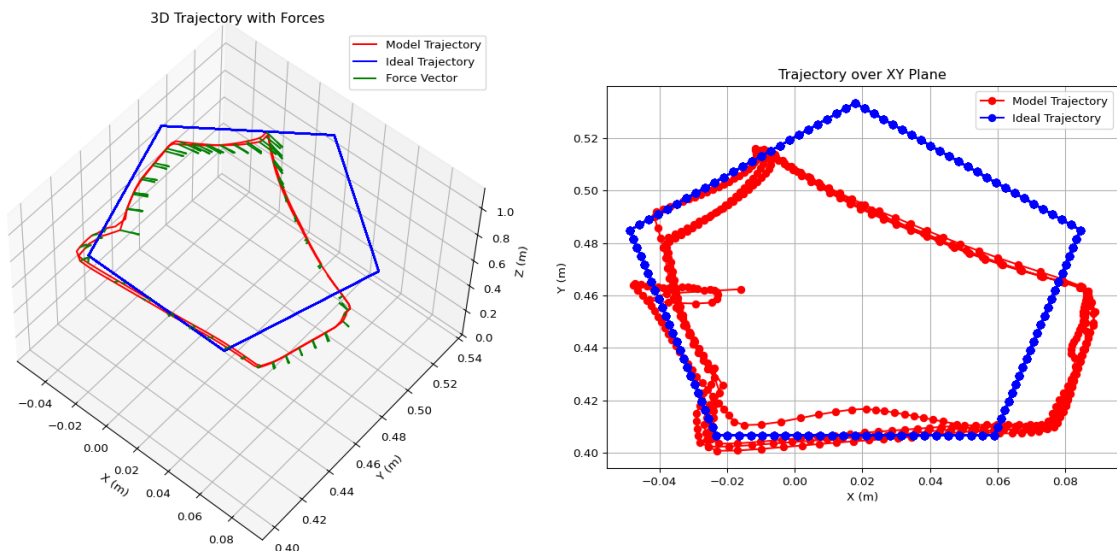 3D Trajectory with Forces
Model Trajectory
Ideal Trajectory
Force Vector
1.0
0.8
0.6
0.4
0.2
0.0
Z (m)
−0.04
−0.02
0.00
0.02
0.04
0.06
0.08
X (m)
0.40
0.42
0.44
0.46
0.48
0.50
0.52
0.54
Y (m)
Trajectory over XY Plane
Model Trajectory
Ideal Trajectory
0.52
0.50
0.48
0.46
0.44
0.42
0.40
Y (m)
−0.04 −0.02 0.00 0.02 0.04 0.06 0.08
X (m)